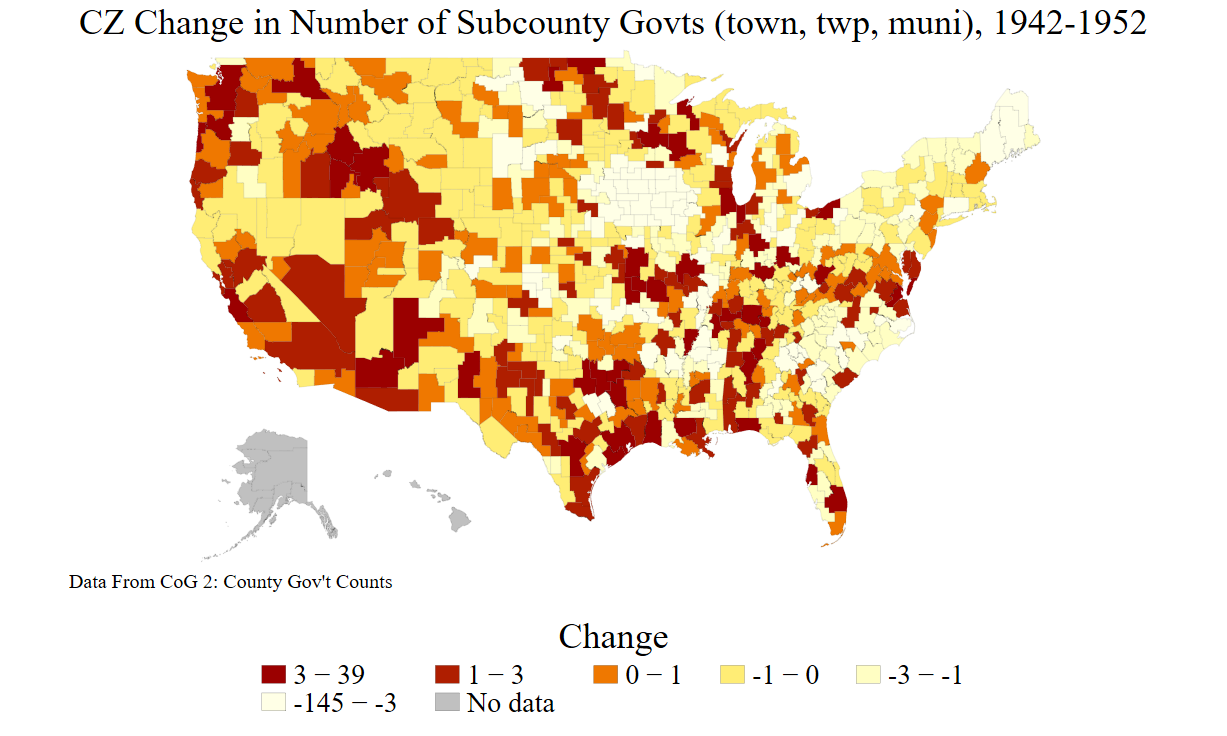 CZ Change in Number of Subcounty Govts (town, twp, muni), 1942-1952
Data From CoG 2: County Gov't Counts
Change
3 − 39 1 − 3 0 − 1 -1 − 0 -3 − -1
-145 − -3 No data